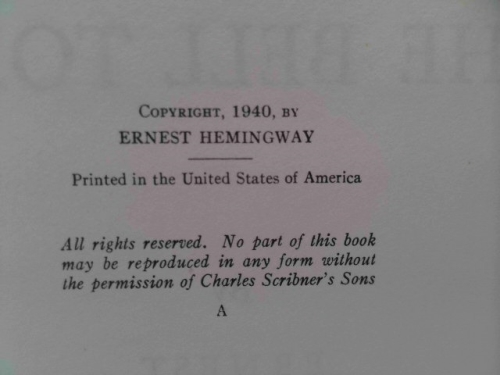 COPYRIGHT, 1940, BY
ERNEST HEMINGWAY
Printed in the United States of America
All rights reserved. No part of this book
may be reproduced in any form without
the permission of Charles Scribner's Sons
A